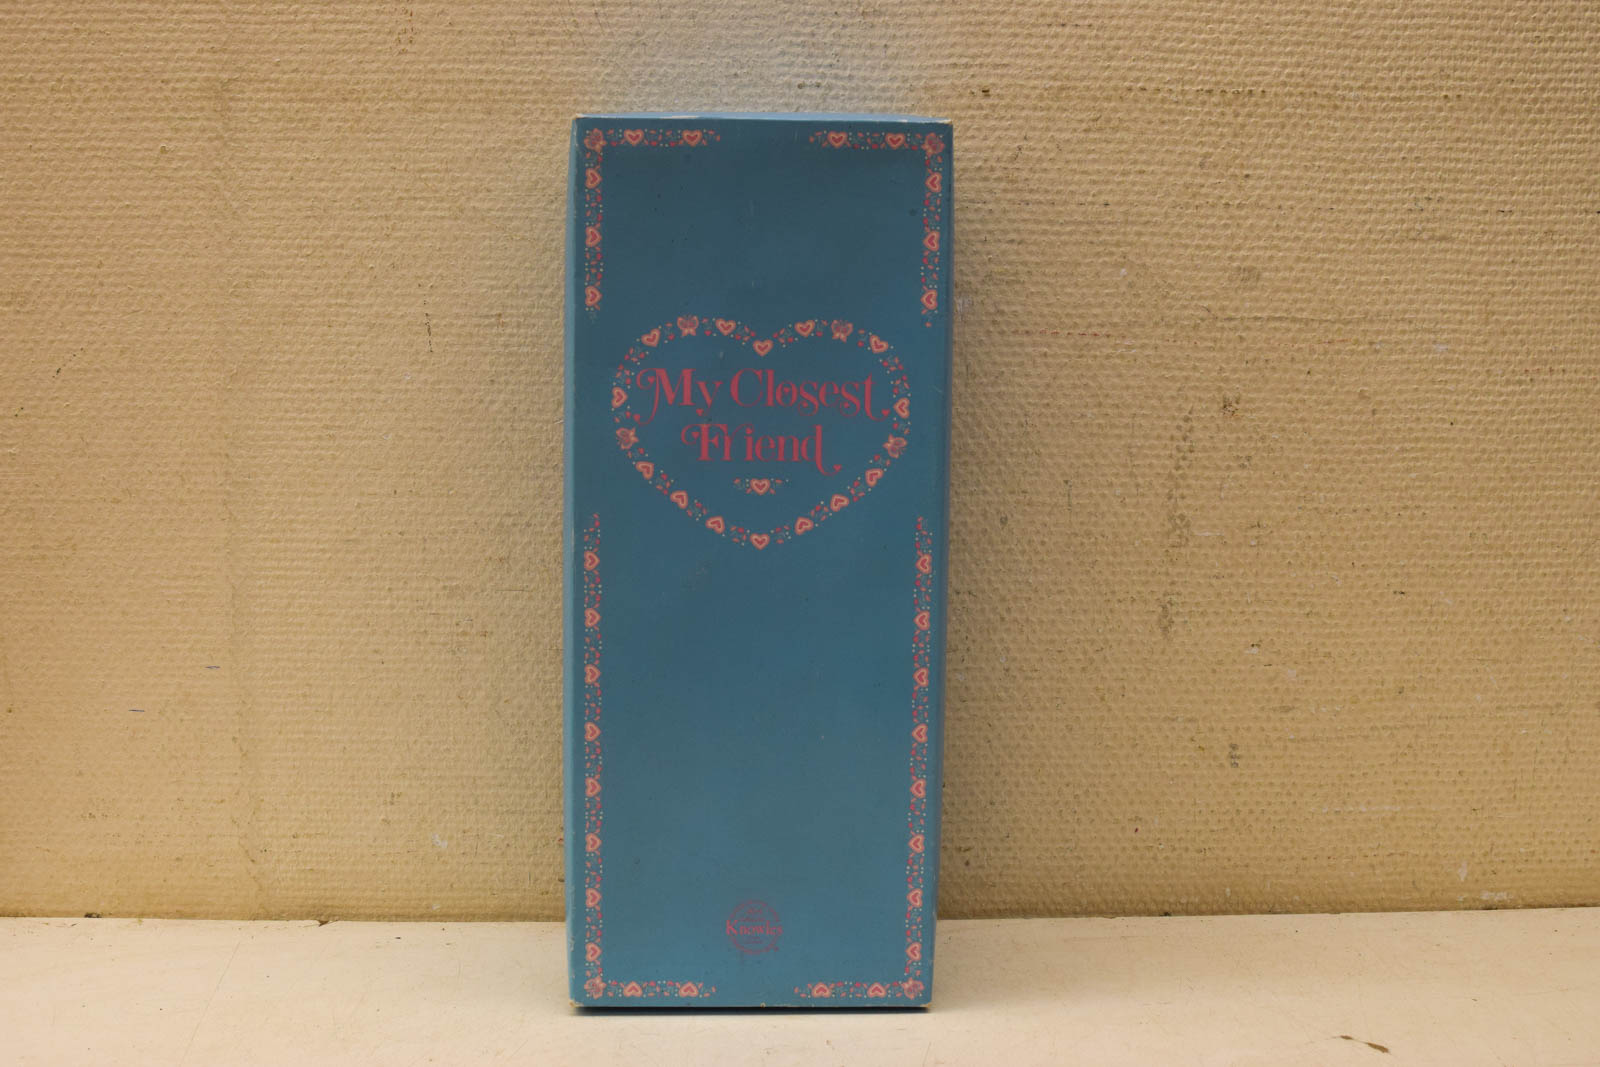 My Closest
Friend
Knowles